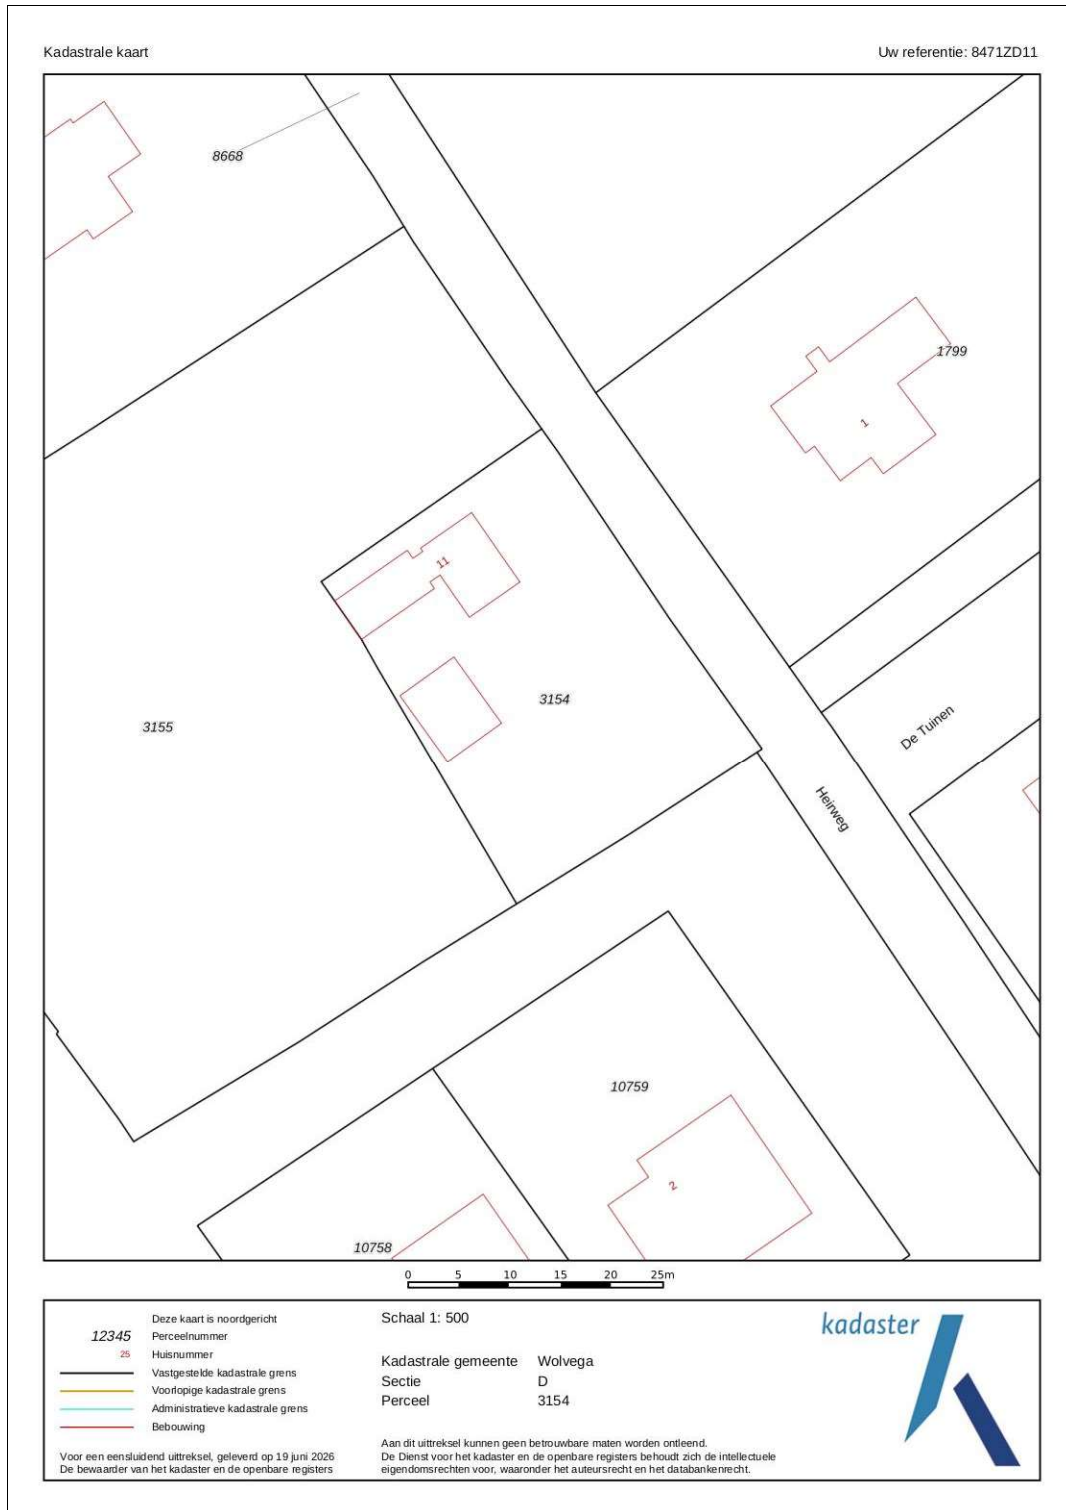 Kadastrale kaart
Uw referentie: 8471ZD11
8668
1799
1
11
3155
3154
De Tuinen
Heirweg
10759
2
10758
0 5 10 15 20 25m
Deze kaart is noordgericht
12345 Perceelnummer
25 Huisnummer
Vastgestelde kadastrale grens
Voorlopige kadastrale grens
Administratieve kadastrale grens
Bebouwing
Voor een eensluidend uittreksel, geleverd op 19 juni 2026
De bewaarder van het kadaster en de openbare registers
Schaal 1: 500
Kadastrale gemeente Wolvega
Sectie D
Perceel 3154
Aan dit uittreksel kunnen geen betrouwbare maten worden ontleend.
De Dienst voor het kadaster en de openbare registers behoudt zich de intellectuele
eigendomsrechten voor, waaronder het auteursrecht en het databankenrecht.
kadaster